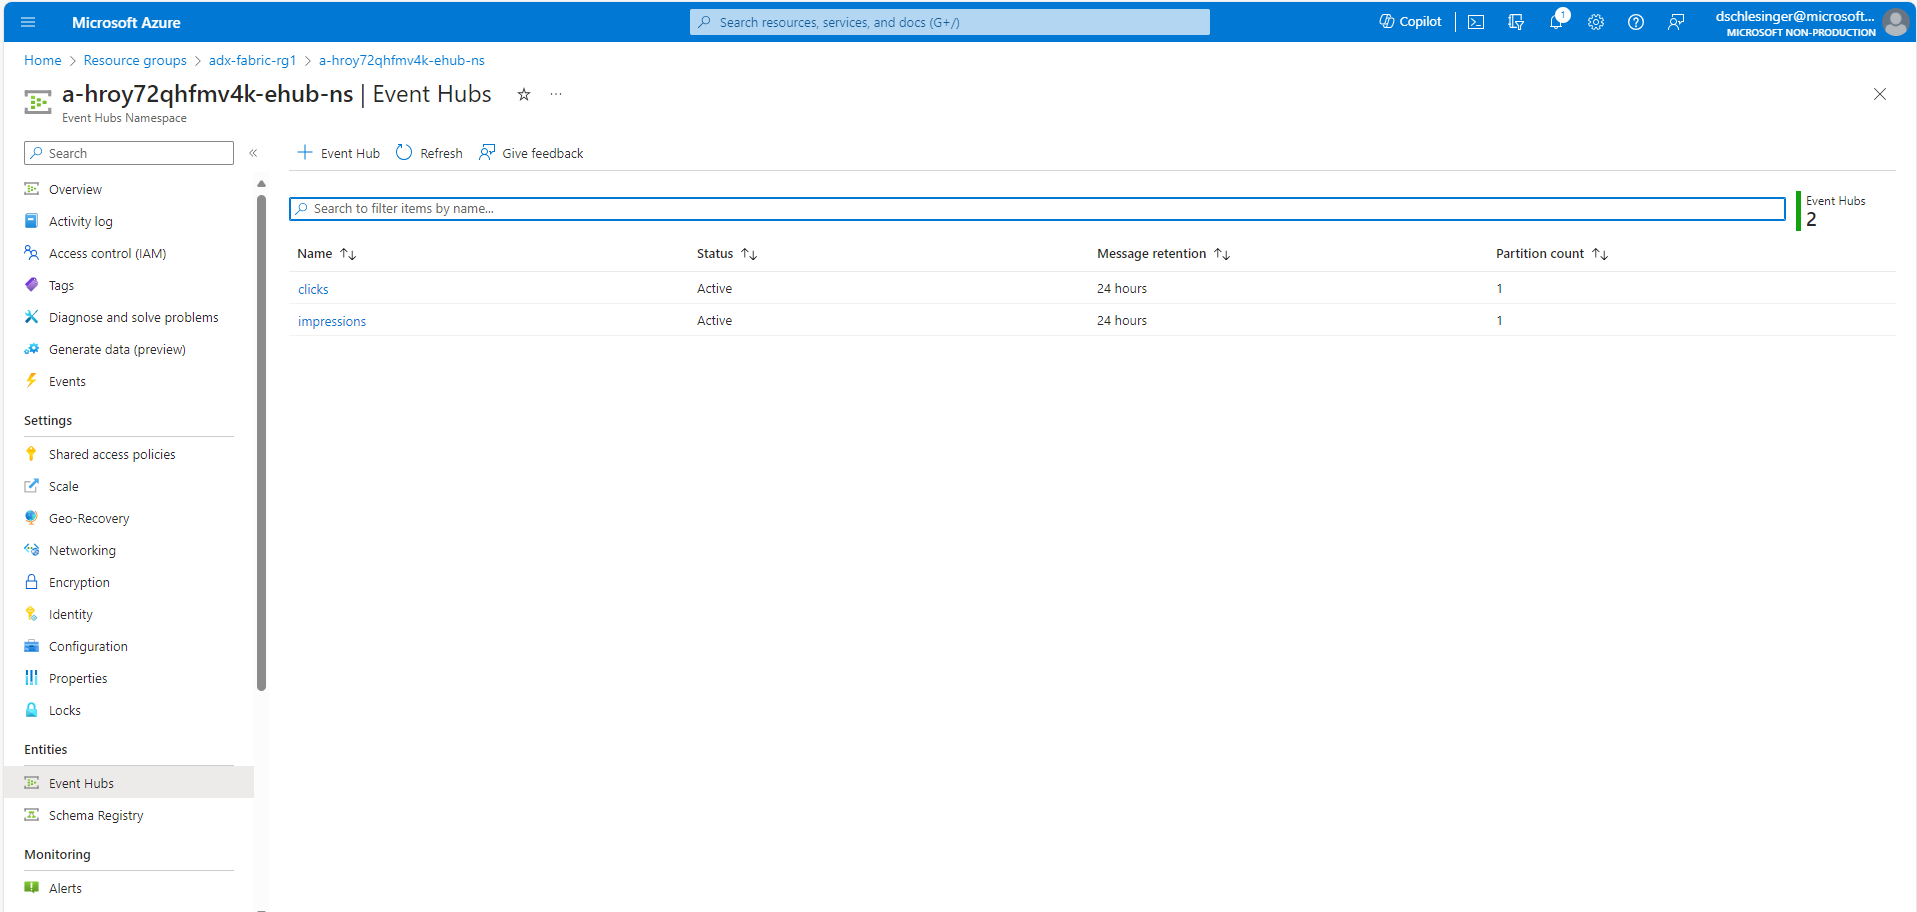 Microsoft Azure
Search resources, services, and docs (G+/)
Copilot
1
dschlesinger@microsoft...
MICROSOFT NON-PRODUCTION
Home > Resource groups > adx-fabric-rg1 > a-hroy72qhfmv4k-ehub-ns
a-hroy72qhfmv4k-ehub-ns | Event Hubs
Event Hubs Namespace
Search
Overview
Activity log
Access control (IAM)
Tags
Diagnose and solve problems
Generate data (preview)
Events
Settings
Shared access policies
Scale
Geo-Recovery
Networking
Encryption
Identity
Configuration
Properties
Locks
Entities
Event Hubs
Schema Registry
Monitoring
Alerts
Event Hub Refresh Give feedback
Search to filter items by name...
Event Hubs
2
Name Status Message retention Partition count
clicks Active 24 hours 1
impressions Active 24 hours 1